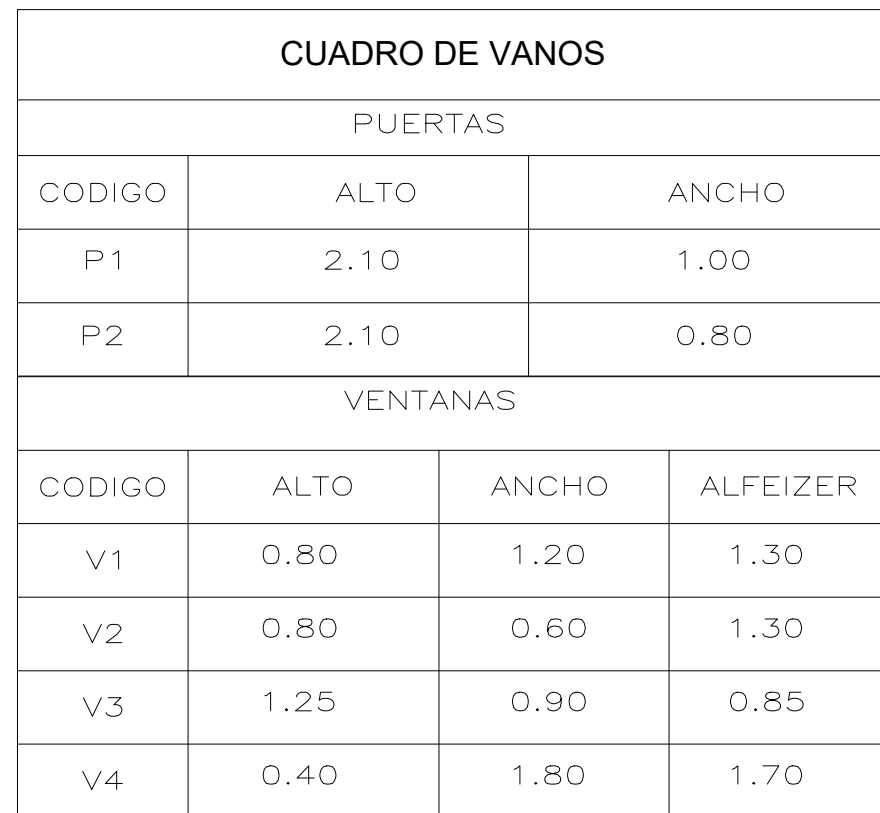 CUADRO DE VANOS
PUERTAS
CODIGO ALTO ANCHO
P1 2.10 1.00
P2 2.10 0.80
VENTANAS
CODIGO ALTO ANCHO ALFEIZER
V1 0.80 1.20 1.30
V2 0.80 0.60 1.30
V3 1.25 0.90 0.85
V4 0.40 1.80 1.70